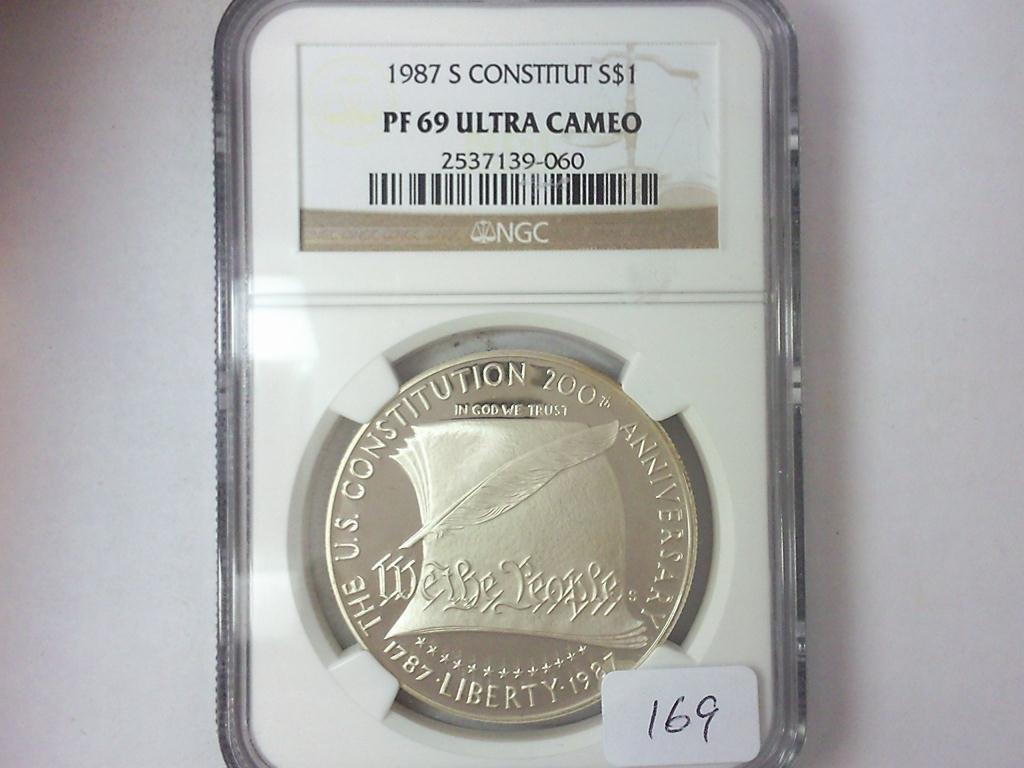 1987 S CONSTITUT S$1
PF 69 ULTRA CAMEO
2537139-060
NGC
THE U.S. CONSTITUTION 200th ANNIVERSARY
IN GOD WE TRUST
We the People
S
1787 · LIBERTY · 1987
169